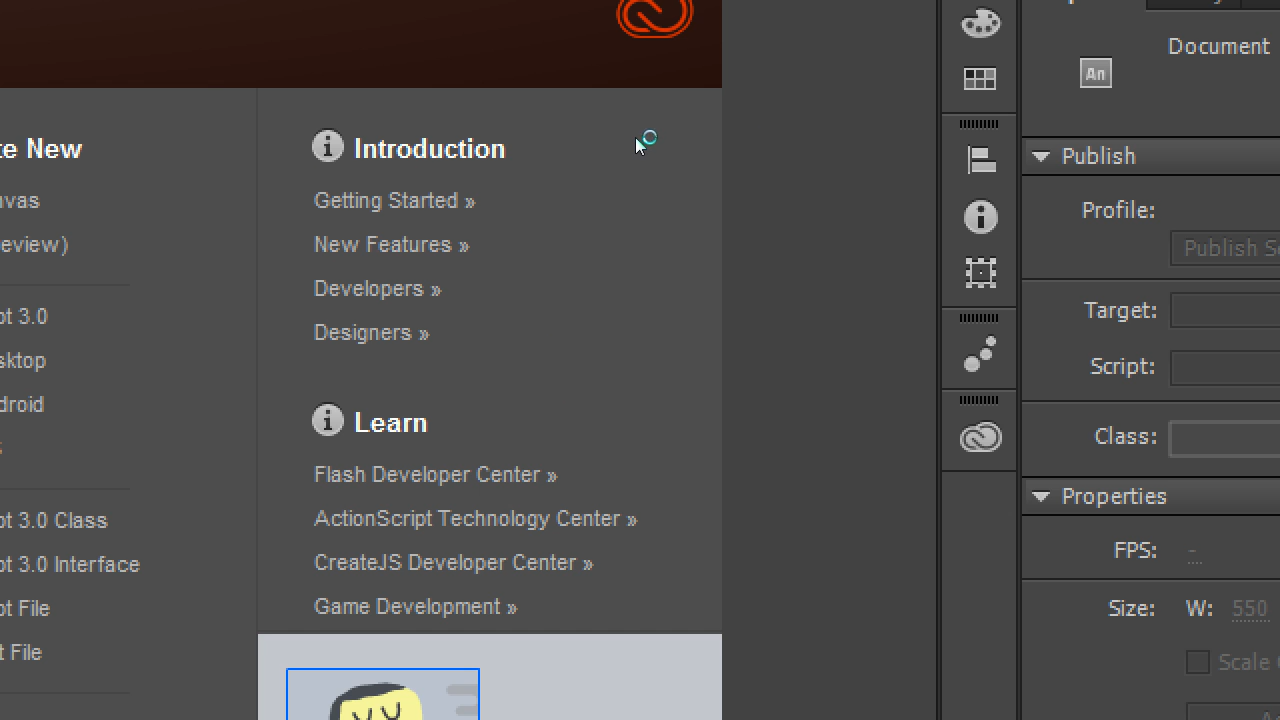 Document
An
te New
Introduction
Publish
Getting Started »
Profile:
New Features »
eview)
Publish
Developers »
pt 3.0
Target:
Designers »
sktop
Script:
droid
Learn
Class:
Flash Developer Center »
Properties
pt 3.0 Class
ActionScript Technology Center »
FPS: -
pt 3.0 Interface
CreateJS Developer Center »
pt File
Game Development »
Size: W: 550
t File
Scale